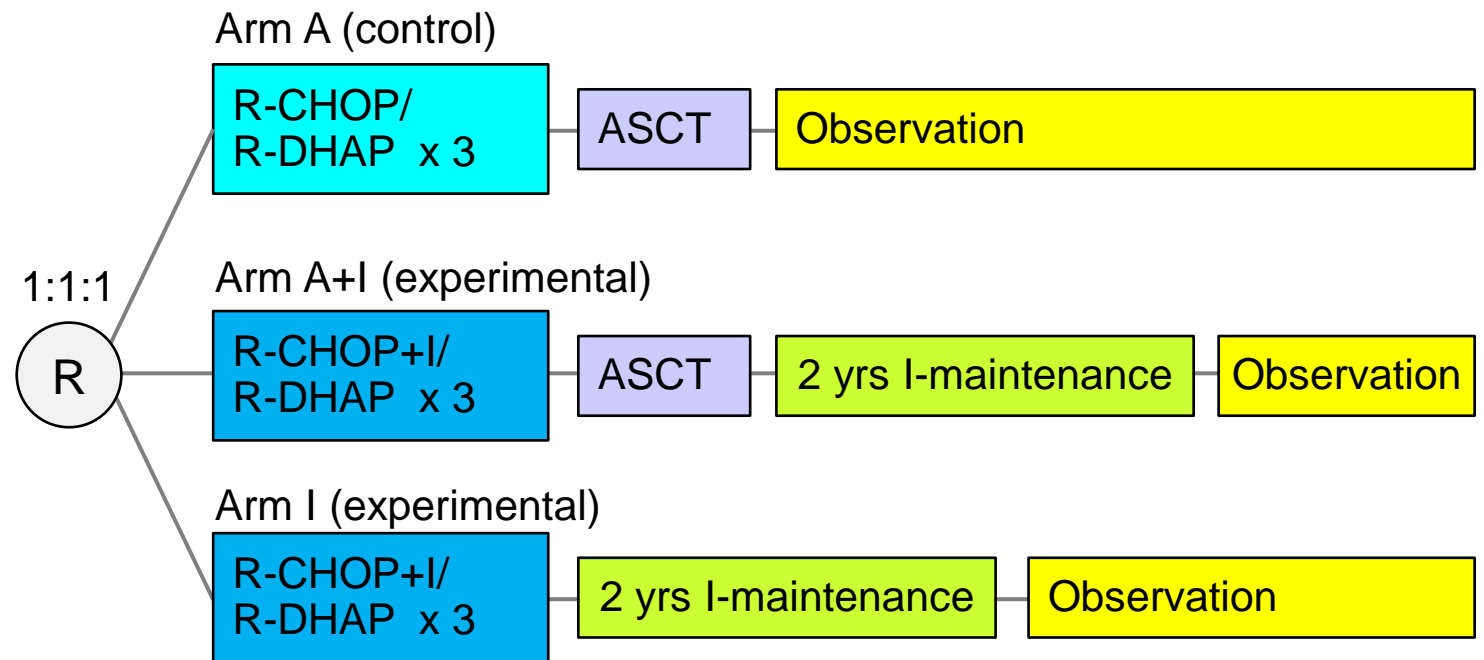 Arm A (control)
R-CHOP/
R-DHAP x 3
ASCT
Observation
1:1:1
R
Arm A+I (experimental)
R-CHOP+I/
R-DHAP x 3
ASCT
2 yrs I-maintenance
Observation
Arm I (experimental)
R-CHOP+I/
R-DHAP x 3
2 yrs I-maintenance
Observation